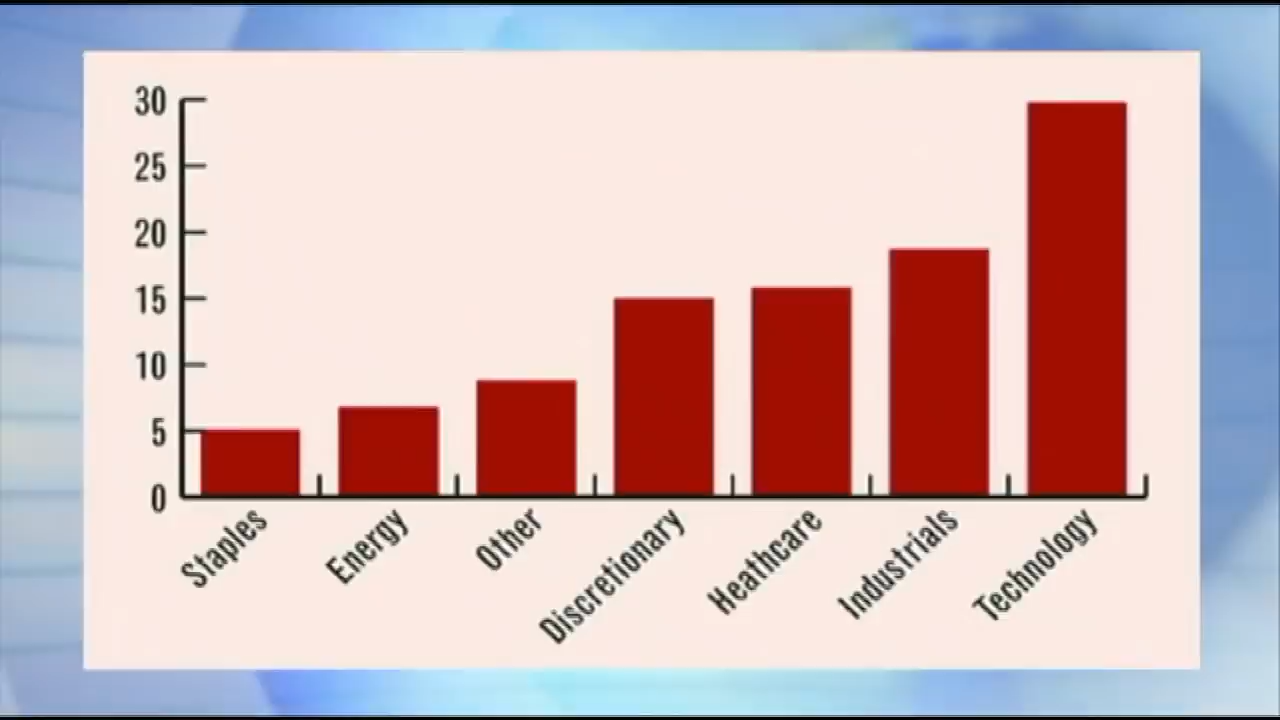 30
25
20
15
10
5
0
Staples
Energy
Other
Discretionary
Heathcare
Industrials
Technology